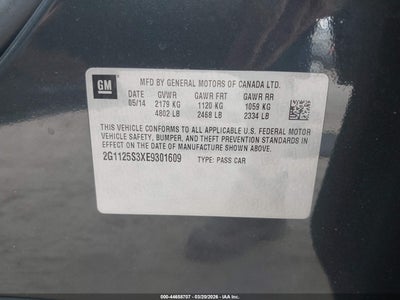 GM
MFD BY GENERAL MOTORS OF CANADA LTD.
DATE GVWR GAWR FRT GAWR RR
05/14 2179 KG 1120 KG 1059 KG
4802 LB 2468 LB 2334 LB
THIS VEHICLE CONFORMS TO ALL APPLICABLE U.S. FEDERAL MOTOR
VEHICLE SAFETY, BUMPER, AND THEFT PREVENTION STANDARDS IN
EFFECT ON THE DATE OF MANUFACTURE SHOWN ABOVE.
2G1125S3XE9301609 TYPE: PASS CAR
000-44658707 - 03/20/2026 - IAAI.COM